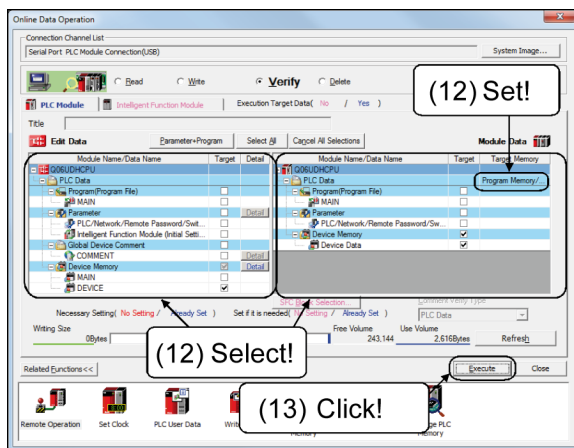 Online Data Operation
Connection Channel List
Serial Port PLC Module Connection(USB)
System Image...
Read
Write
Verify
Delete
PLC Module
Intelligent Function Module
Execution Target Data( No / Yes )
(12) Set!
Title
Edit Data
Parameter+Program
Select All
Cancel All Selections
Module Data
Module Name/Data Name Target Detail
Q06UDHCPU
PLC Data
Program(Program File)
MAIN
Parameter Detail
PLC/Network/Remote Password/Swit...
Intelligent Function Module (Initial Setti...
Global Device Comment
COMMENT Detail
Device Memory Detail
MAIN
DEVICE
Module Name/Data Name Target Target Memory
Q06UDHCPU
PLC Data Program Memory/...
Program(Program File)
MAIN
Parameter
PLC/Network/Remote Password/Sw...
Device Memory
Device Data
SFC Block Selection...
Comment Verify Type
PLC Data
Necessary Setting( No Setting / Already Set )
Set if it is needed( No Setting / Already Set )
Writing Size
0Bytes
Free Volume
243,144
Use Volume
2,616Bytes
Refresh
(12) Select!
Related Functions<<
Execute
Close
(13) Click!
Remote Operation
Set Clock
PLC User Data
Memory
PLC
Memory